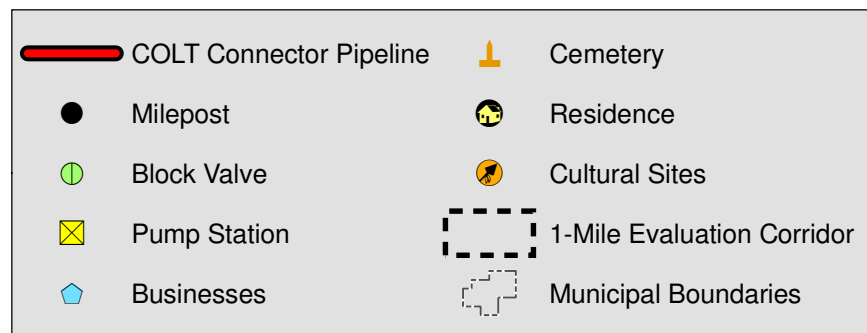 COLT Connector Pipeline
Milepost
Block Valve
Pump Station
Businesses
Cemetery
Residence
Cultural Sites
1-Mile Evaluation Corridor
Municipal Boundaries